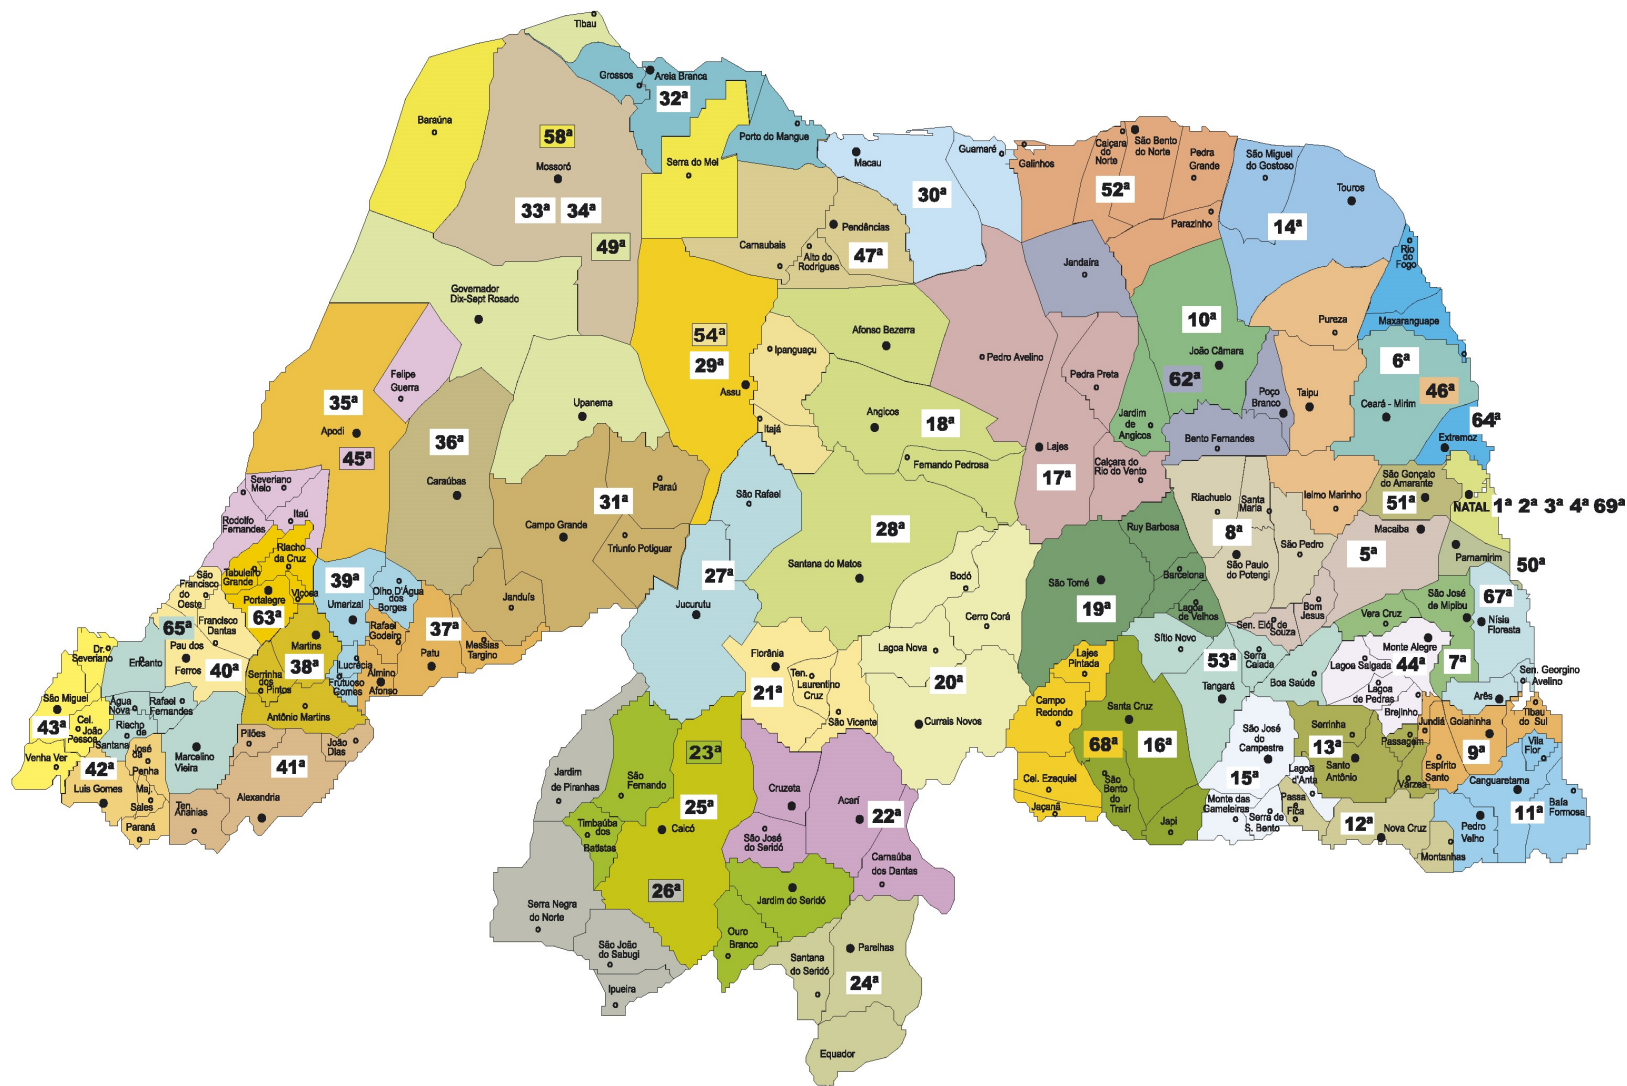 Tibau
Grossos
Areia Branca
32ª
Baraúna
58ª
Mossoró
33ª 34ª
49ª
Serra do Mel
Porto do Mangue
Macau
Guamaré
30ª
Galinhos
Caiçara
do
Norte
São Bento
do Norte
Pedra
Grande
52ª
Parazinho
São Miguel
do Gostoso
Touros
14ª
Rio
do
Fogo
Carnaubais
Alto do
Rodrigues
Pendências
47ª
Jandaíra
Governador
Dix-Sept Rosado
54ª
29ª
Assu
Ipanguaçu
Afonso Bezerra
Pedro Avelino
Pedra Preta
10ª
João Câmara
62ª
Pureza
Maxaranguape
6ª
46ª
Ceará - Mirim
64ª
Extremoz
Felipe
Guerra
35ª
Apodi
45ª
36ª
Caraúbas
Upanema
Itajá
Angicos
18ª
Fernando Pedrosa
Lajes
17ª
Jardim
de
Angicos
Caiçara do
Rio do Vento
Poço
Branco
Taipu
Bento Fernandes
Severiano
Melo
Rodolfo
Fernandes
Itaú
Paraú
31ª
Campo Grande
Triunfo Potiguar
São Rafael
28ª
Santana do Matos
Riachuelo
Santa
Maria
8ª
São Pedro
São Paulo
do Potengi
Ielmo Marinho
São Gonçalo
do Amarante
51ª
NATAL 1ª 2ª 3ª 4ª 69ª
Macaiba
5ª
Parnamirim
50ª
Ruy Barbosa
Riacho
da Cruz
Tabuleiro
Grande
São
Francisco
do
Oeste
Portalegre
Viçosa
63ª
39ª
Umarizal
Olho D'Água
dos
Borges
Janduís
27ª
Jucurutu
Bodó
Cerro Corá
São Tomé
19ª
Barcelona
Lagoa
de Velhos
Bom
Jesus
Sen. Elói de
Souza
Vera Cruz
São José
de Mipibu
67ª
Nísia
Floresta
65ª
Francisco
Dantas
Pau dos
Ferros
40ª
Martins
38ª
Serrinha
dos
Pintos
Lucrécia
Frutuoso
Gomes
Rafael
Godeiro
37ª
Patu
Messias
Targino
Almino
Afonso
Dr.
Severiano
Encanto
São Miguel
43ª
Cel.
João
Pessoa
Venha Ver
Água
Nova
Rafael
Fernandes
Riacho
de
Santana
José
da
Penha
Marcelino
Vieira
Antônio Martins
Pilões
João
Dias
41ª
Alexandria
42ª
Luis Gomes
Maj.
Sales
Paraná
Ten.
Ananias
Florânia
21ª
Ten.
Laurentino
Cruz
São Vicente
Lagoa Nova
20ª
Currais Novos
Lajes
Pintada
Campo
Redondo
Santa Cruz
68ª
16ª
Cel. Ezequiel
Jaçanã
São
Bento
do
Trairí
Japi
Sítio Novo
53ª
Serra
Caiada
Tangará
Boa Saúde
Lagoa Salgada
Monte Alegre
44ª
7ª
Lagoa
de Pedras
Brejinho
Sen. Georgino
Avelino
Arês
São José
do
Campestre
15ª
Monte das
Gameleiras
Serra de
S. Bento
Lagoa
d'Anta
Passa
Fica
Serrinha
13ª
Santo
Antônio
Passagem
Várzea
Jundiá
Goianinha
9ª
Espírito
Santo
Tibau
do Sul
Vila
Flor
Canguaretama
11ª
Baía
Formosa
Pedro
Velho
12ª
Nova Cruz
Montanhas
Jardim
de Piranhas
São
Fernando
23ª
25ª
Caicó
Timbaúba
dos
Batistas
26ª
Serra Negra
do Norte
São João
do Sabugi
Ipueira
Cruzeta
Acari
22ª
São José
do Seridó
Carnaúba
dos Dantas
Jardim do Seridó
Ouro
Branco
Santana
do Seridó
Parelhas
24ª
Equador